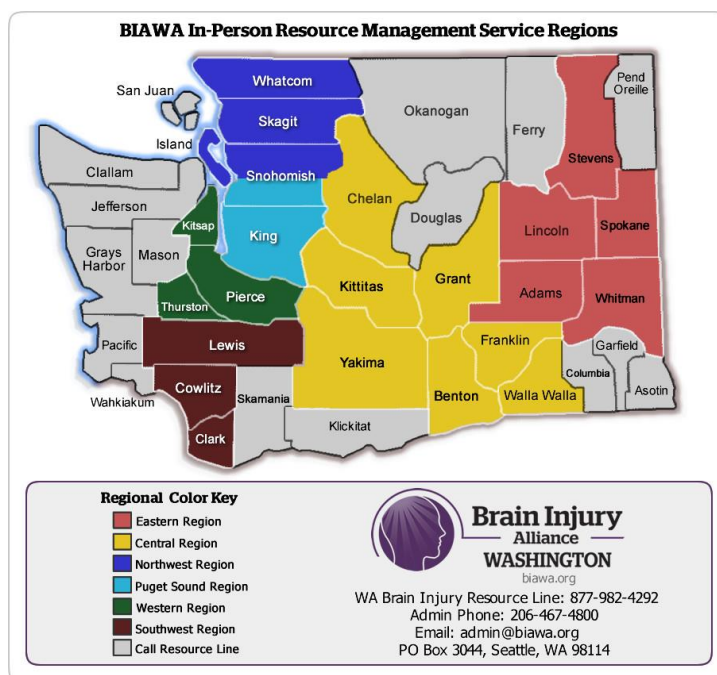 BIAWA In-Person Resource Management Service Regions
Whatcom
San Juan
Skagit
Island
Snohomish
Okanogan
Ferry
Pend
Oreille
Stevens
Clallam
Jefferson
Kitsap
King
Chelan
Douglas
Lincoln
Spokane
Grays
Harbor
Mason
Kittitas
Grant
Adams
Whitman
Thurston
Pierce
Pacific
Lewis
Yakima
Franklin
Garfield
Columbia
Asotin
Wahkiakum
Cowlitz
Skamania
Benton
Walla Walla
Clark
Klickitat
Regional Color Key
Eastern Region
Central Region
Northwest Region
Puget Sound Region
Western Region
Southwest Region
Call Resource Line
Brain Injury
Alliance
WASHINGTON
biawa.org
WA Brain Injury Resource Line: 877-982-4292
Admin Phone: 206-467-4800
Email: admin@biawa.org
PO Box 3044, Seattle, WA 98114